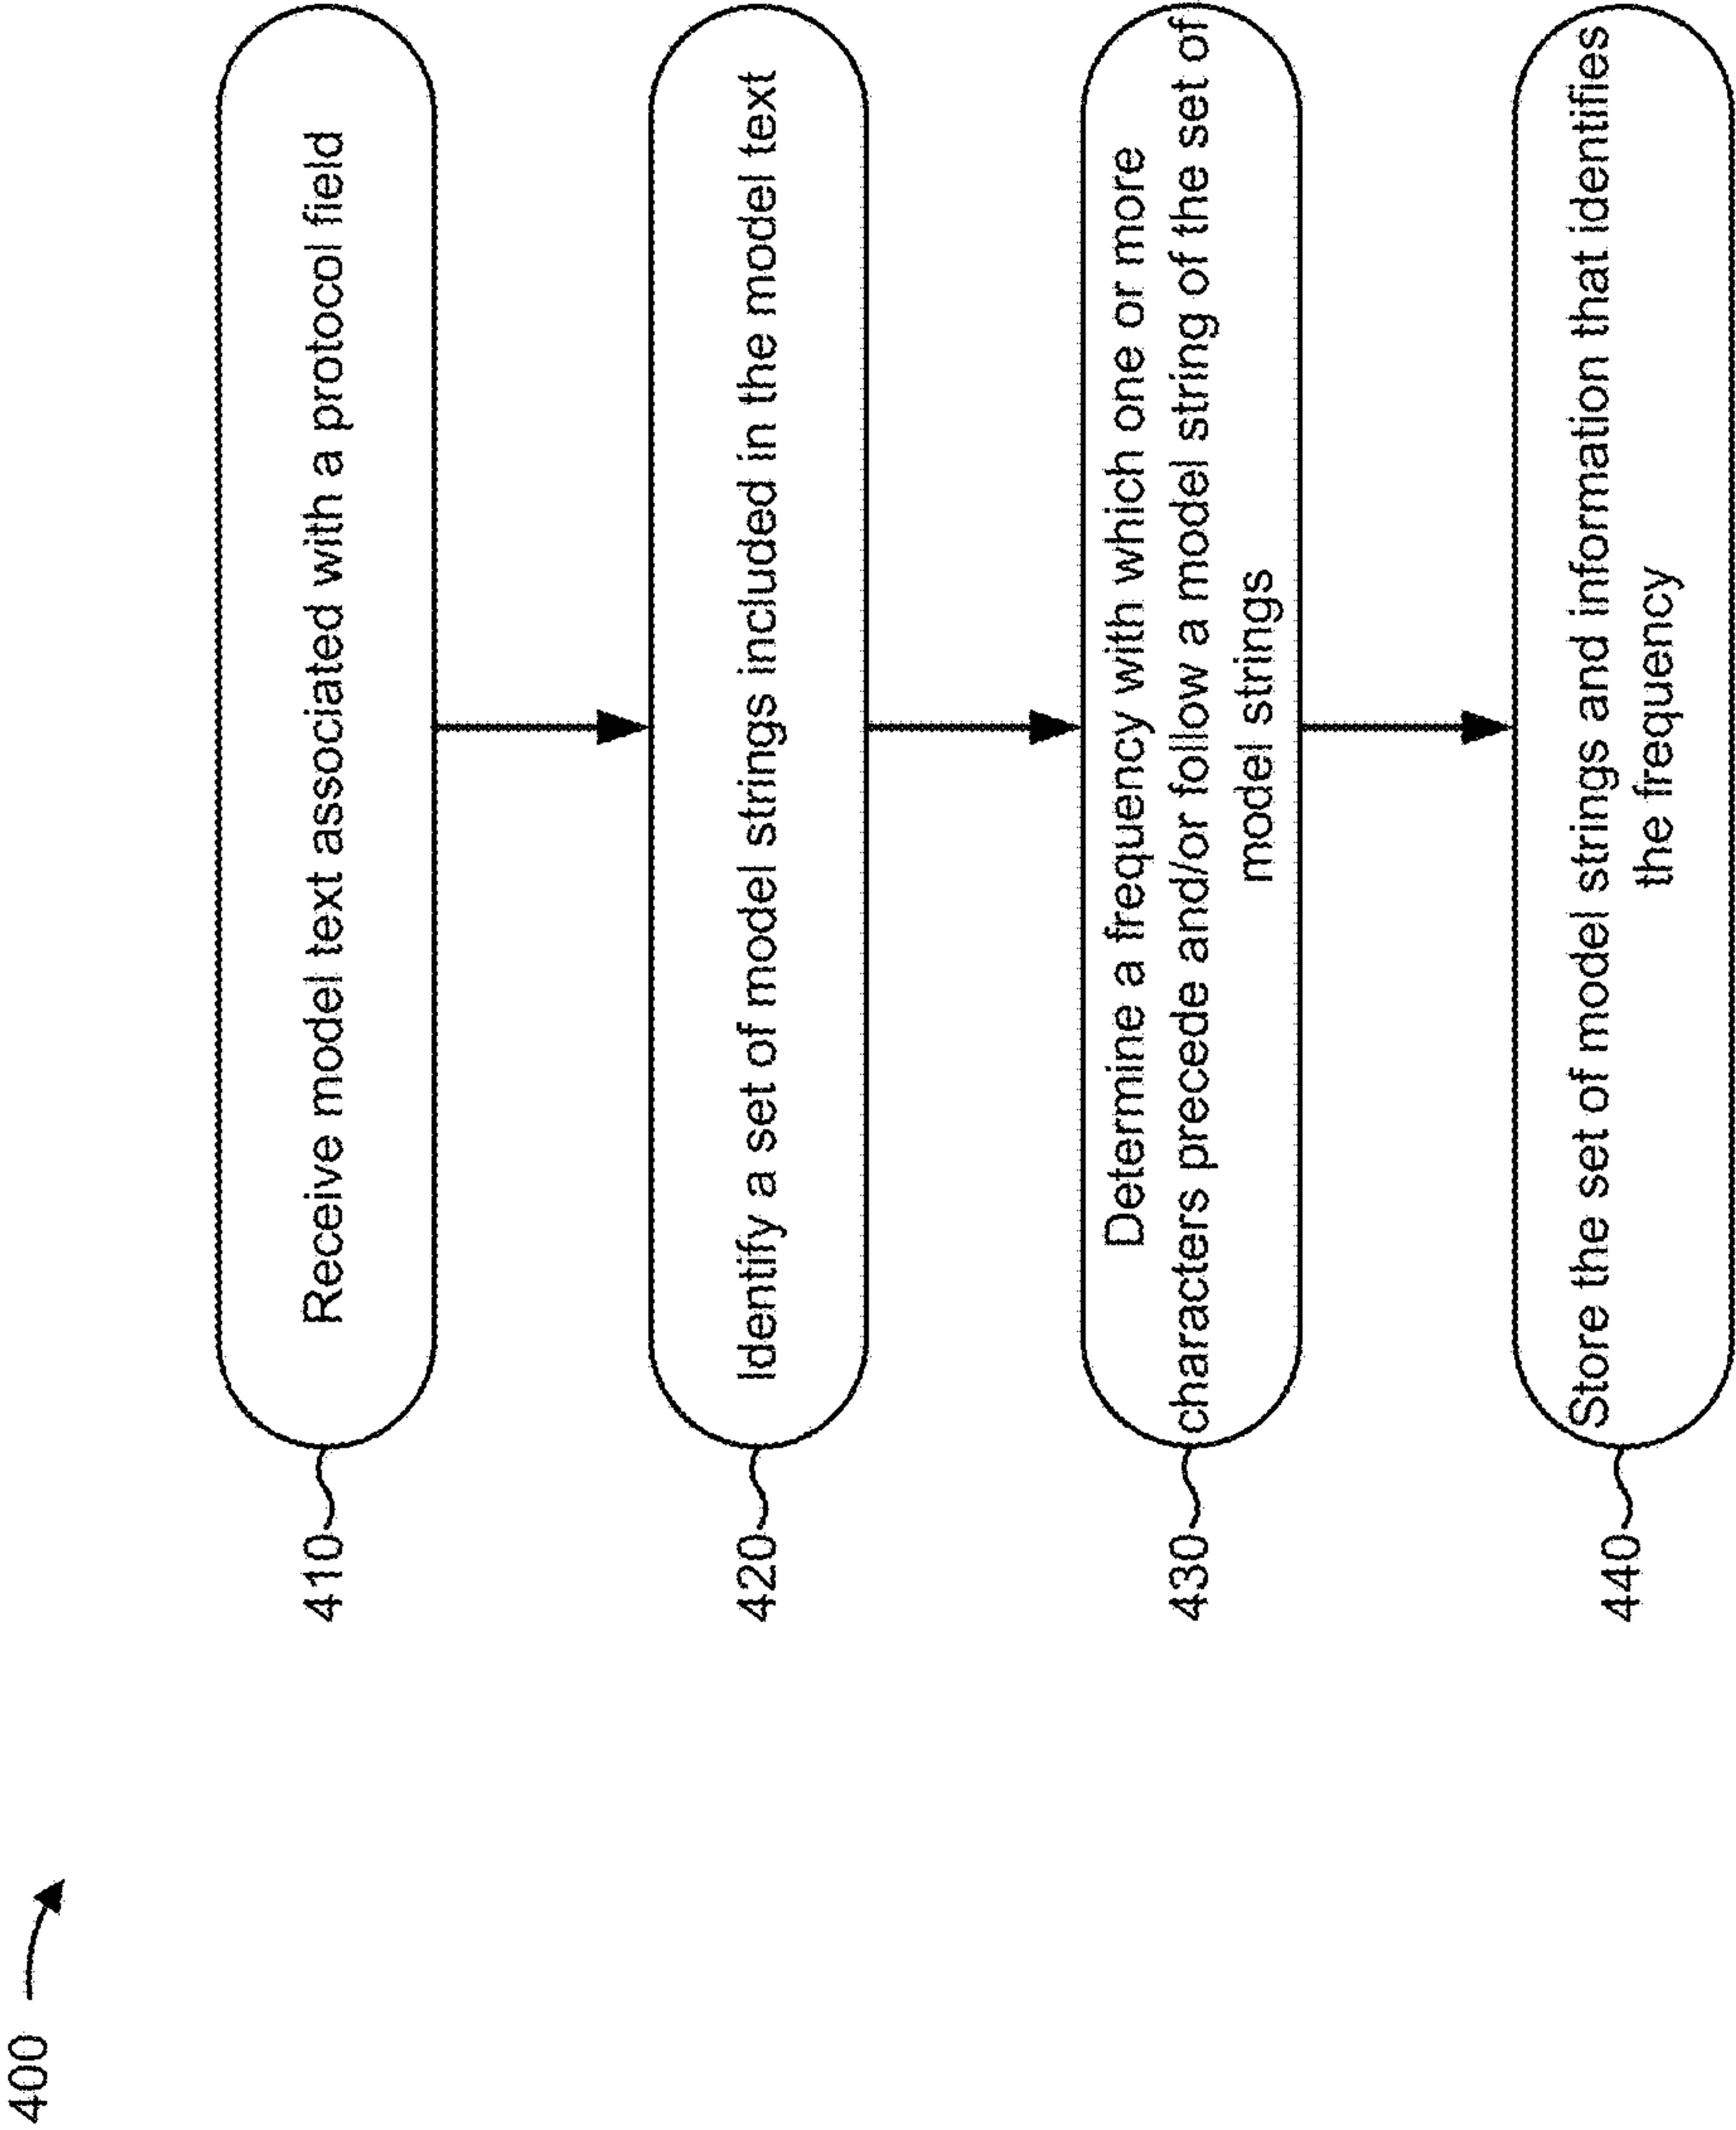 400
410
Receive model text associated with a protocol field
420
Identify a set of model strings included in the model text
430
Determine a frequency with which one or more
characters precede and/or follow a model string of the set of
model strings
440
Store the set of model strings and information that identifies
the frequency